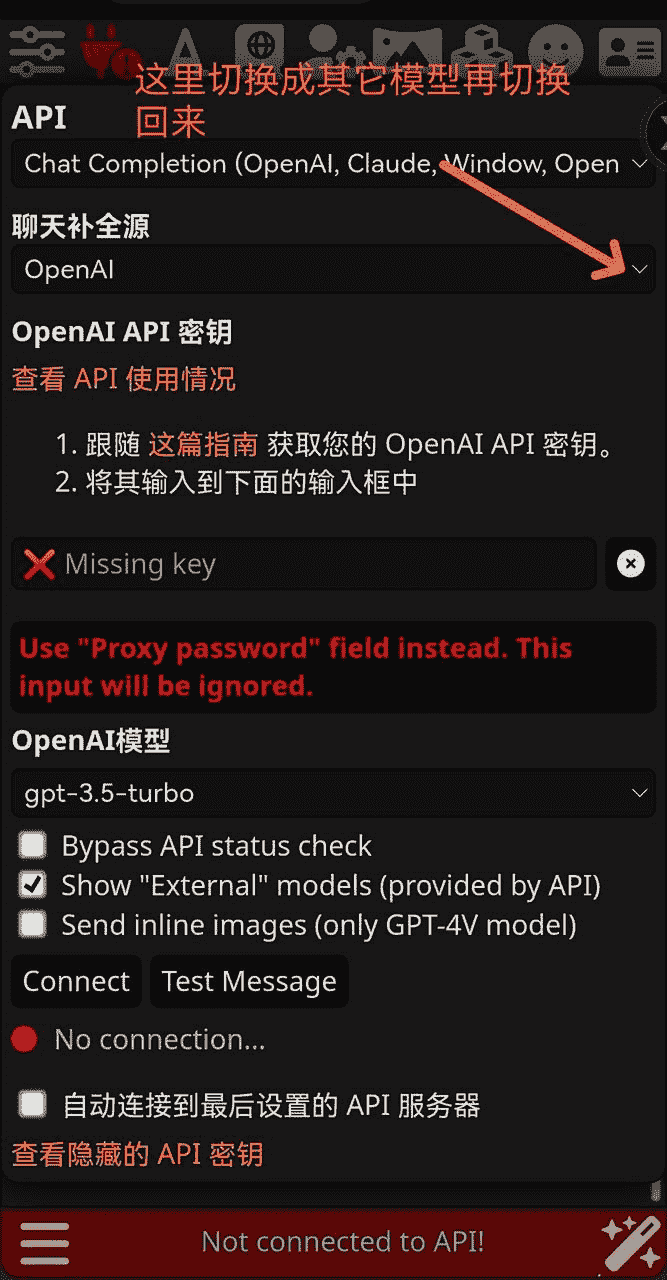 这里切换成其它模型再切换
回来
API
Chat Completion (OpenAI, Claude, Window, Open
聊天补全源
OpenAI
OpenAI API 密钥
查看 API 使用情况
1. 跟随 这篇指南 获取您的 OpenAI API 密钥。
2. 将其输入到下面的输入框中
❌ Missing key
Use "Proxy password" field instead. This
input will be ignored.
OpenAI模型
gpt-3.5-turbo
Bypass API status check
Show "External" models (provided by API)
Send inline images (only GPT-4V model)
Connect Test Message
No connection...
自动连接到最后设置的 API 服务器
查看隐藏的 API 密钥
Not connected to API!